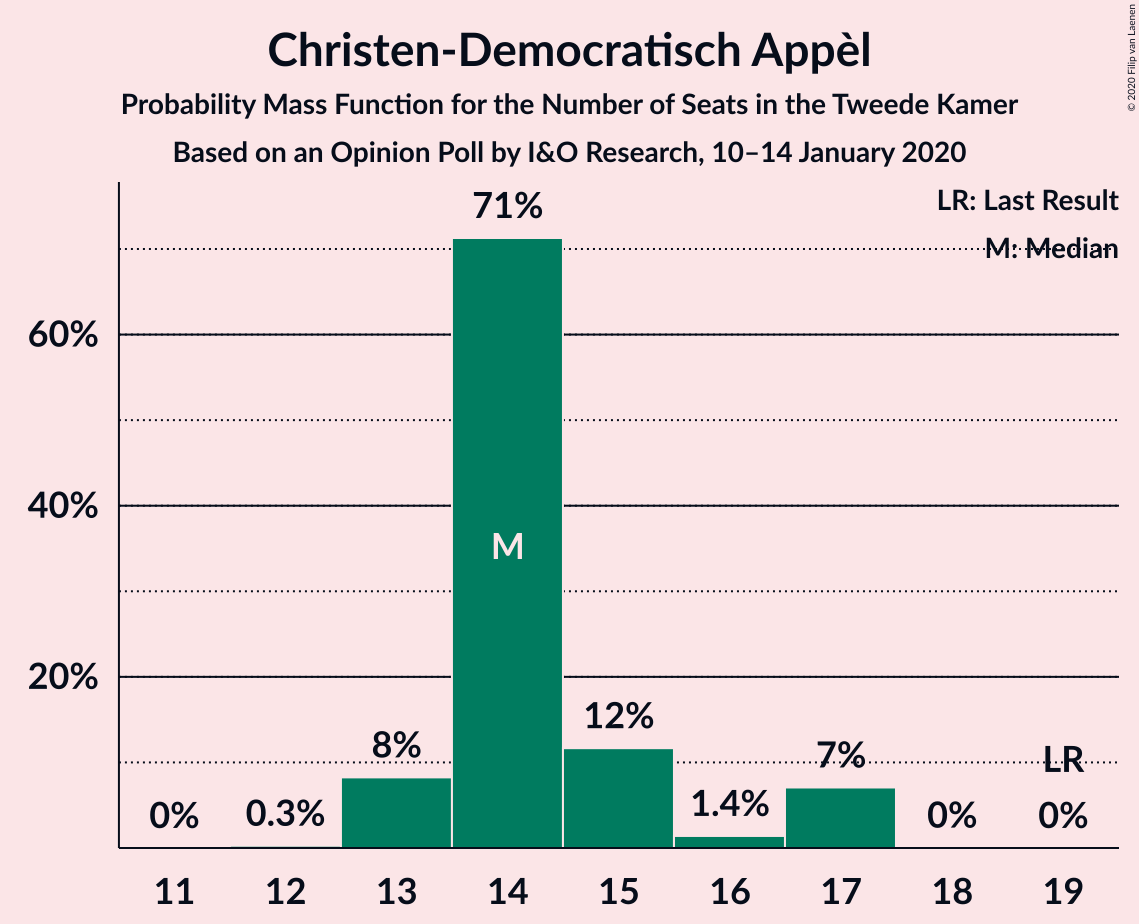 Christen-Democratisch Appèl
Probability Mass Function for the Number of Seats in the Tweede Kamer
Based on an Opinion Poll by I&O Research, 10–14 January 2020
© 2020 Filip van Laenen
LR: Last Result
M: Median
60%
40%
20%
0%
0.3%
8%
71%
M
12%
1.4%
7%
0%
LR
0%
11 12 13 14 15 16 17 18 19